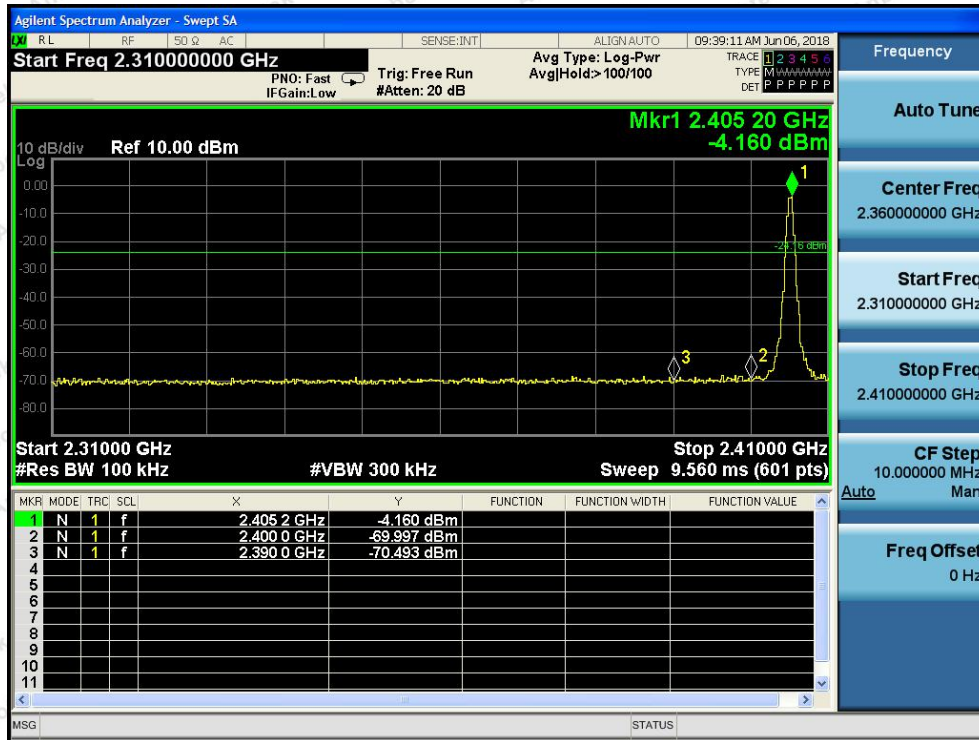 Agilent Spectrum Analyzer - Swept SA
LXI RL RF 50 Ω AC SENSE:INT ALIGN AUTO 09:39:11 AM Jun 06, 2018
Start Freq 2.310000000 GHz
PNO: Fast
IFGain:Low
Trig: Free Run
#Atten: 20 dB
Avg Type: Log-Pwr
Avg|Hold:>100/100
TRACE 1 2 3 4 5 6
TYPE MWWWWW
DET P P P P P P
Mkr1 2.405 20 GHz
-4.160 dBm
10 dB/div Ref 10.00 dBm
Log
0.00
-10.0
-20.0
-30.0
-40.0
-50.0
-60.0
-70.0
-80.0
1
-24.16 dBm
3
2
Start 2.31000 GHz Stop 2.41000 GHz
#Res BW 100 kHz #VBW 300 kHz Sweep 9.560 ms (601 pts)
MKR MODE TRC SCL X Y FUNCTION FUNCTION WIDTH FUNCTION VALUE
1 N 1 f 2.405 2 GHz -4.160 dBm
2 N 1 f 2.400 0 GHz -69.997 dBm
3 N 1 f 2.390 0 GHz -70.493 dBm
4
5
6
7
8
9
10
11
MSG STATUS
Frequency
Auto Tune
Center Freq
2.360000000 GHz
Start Freq
2.310000000 GHz
Stop Freq
2.410000000 GHz
CF Step
10.000000 MHz
Auto Man
Freq Offset
0 Hz